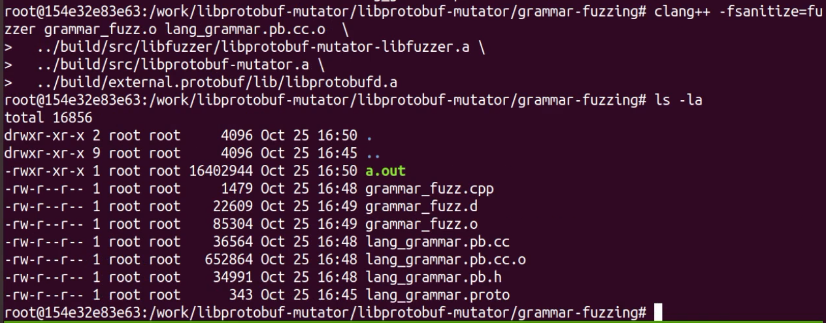 root@154e32e83e63:/work/libprotobuf-mutator/libprotobuf-mutator/grammar-fuzzing# clang++ -fsanitize=fu
zzer grammar_fuzz.o lang_grammar.pb.cc.o  \
>   ../build/src/libfuzzer/libprotobuf-mutator-libfuzzer.a \
>   ../build/src/libprotobuf-mutator.a \
>   ../build/external.protobuf/lib/libprotobufd.a
root@154e32e83e63:/work/libprotobuf-mutator/libprotobuf-mutator/grammar-fuzzing# ls -la
total 16856
drwxr-xr-x 2 root root     4096 Oct 25 16:50 .
drwxr-xr-x 9 root root     4096 Oct 25 16:45 ..
-rwxr-xr-x 1 root root 16402944 Oct 25 16:50 a.out
-rw-r--r-- 1 root root     1479 Oct 25 16:48 grammar_fuzz.cpp
-rw-r--r-- 1 root root    22609 Oct 25 16:49 grammar_fuzz.d
-rw-r--r-- 1 root root    85304 Oct 25 16:49 grammar_fuzz.o
-rw-r--r-- 1 root root    36564 Oct 25 16:48 lang_grammar.pb.cc
-rw-r--r-- 1 root root   652864 Oct 25 16:48 lang_grammar.pb.cc.o
-rw-r--r-- 1 root root    34991 Oct 25 16:48 lang_grammar.pb.h
-rw-r--r-- 1 root root      343 Oct 25 16:45 lang_grammar.proto
root@154e32e83e63:/work/libprotobuf-mutator/libprotobuf-mutator/grammar-fuzzing#